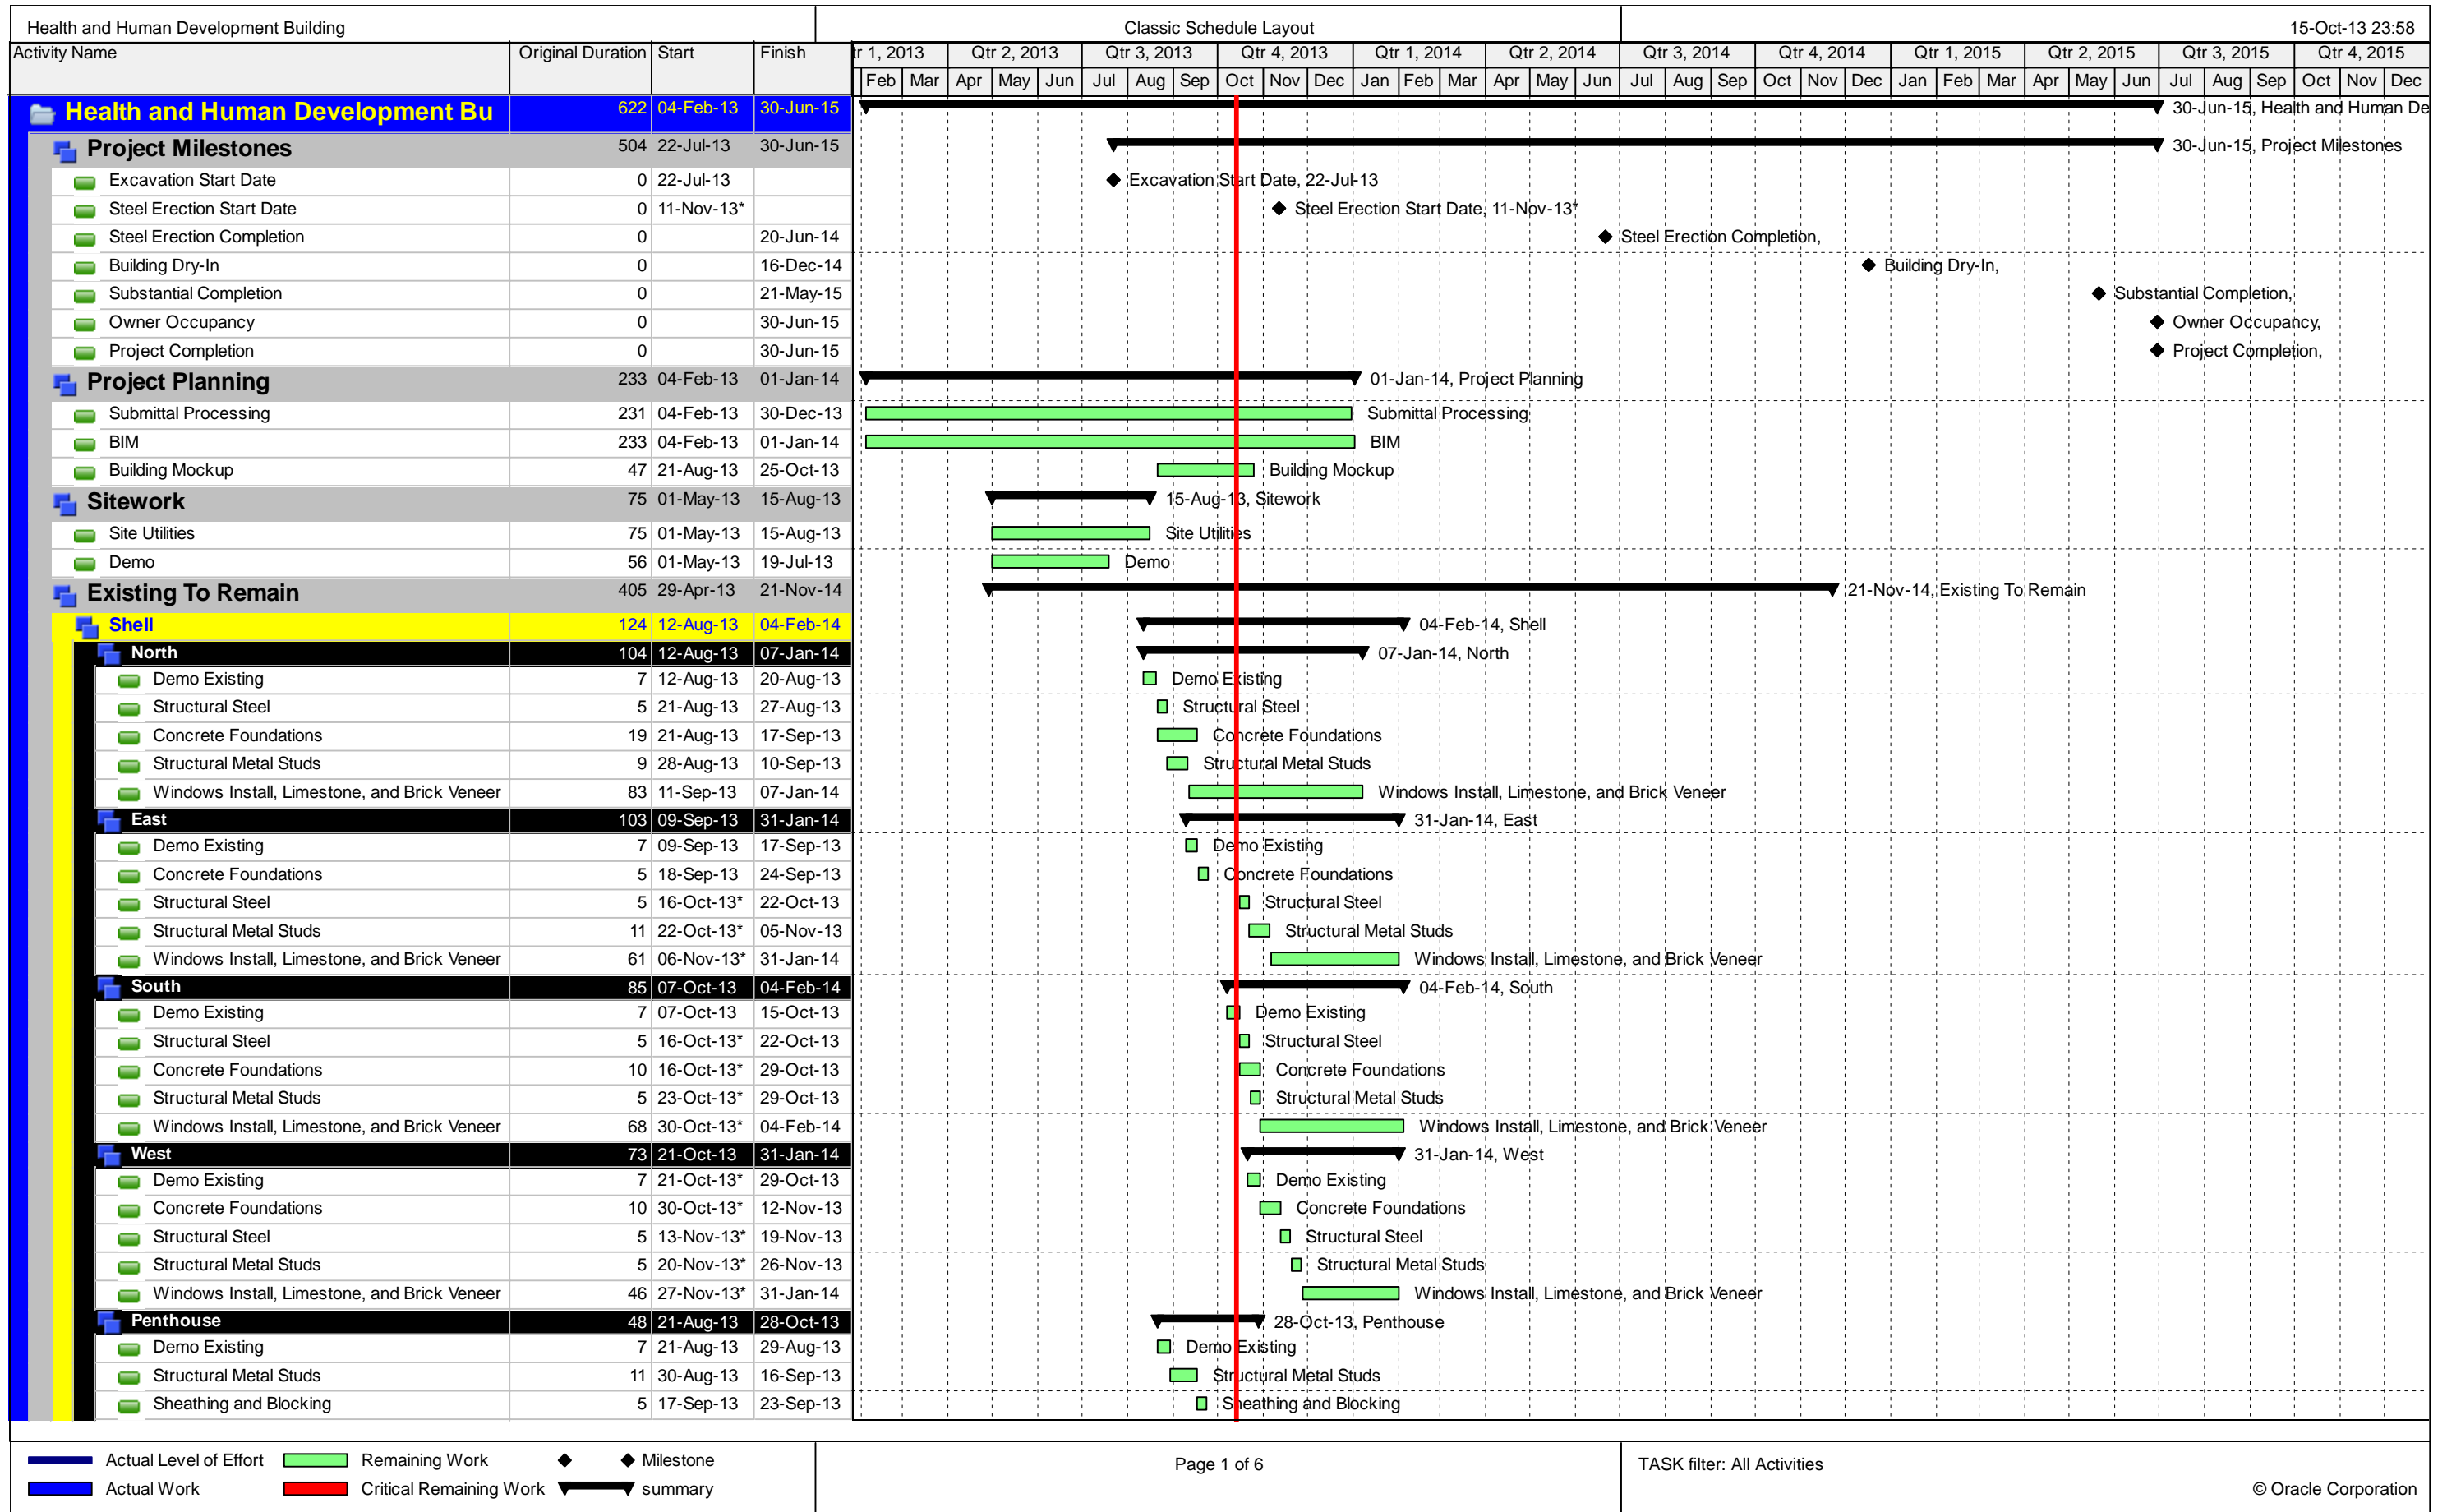 Health and Human Development Building Classic Schedule Layout 15-Oct-13 23:58
Activity Name Original Duration Start Finish tr 1, 2013 Qtr 2, 2013 Qtr 3, 2013 Qtr 4, 2013 Qtr 1, 2014 Qtr 2, 2014 Qtr 3, 2014 Qtr 4, 2014 Qtr 1, 2015 Qtr 2, 2015 Qtr 3, 2015 Qtr 4, 2015
Feb Mar Apr May Jun Jul Aug Sep Oct Nov Dec Jan Feb Mar Apr May Jun Jul Aug Sep Oct Nov Dec Jan Feb Mar Apr May Jun Jul Aug Sep Oct Nov Dec
Health and Human Development Bu 622 04-Feb-13 30-Jun-15 30-Jun-15, Health and Human De
Project Milestones 504 22-Jul-13 30-Jun-15 30-Jun-15, Project Milestones
Excavation Start Date 0 22-Jul-13 Excavation Start Date, 22-Jul-13
Steel Erection Start Date 0 11-Nov-13* Steel Erection Start Date, 11-Nov-13*
Steel Erection Completion 0 20-Jun-14 Steel Erection Completion,
Building Dry-In 0 16-Dec-14 Building Dry-In,
Substantial Completion 0 21-May-15 Substantial Completion,
Owner Occupancy 0 30-Jun-15 Owner Occupancy,
Project Completion 0 30-Jun-15 Project Completion,
Project Planning 233 04-Feb-13 01-Jan-14 01-Jan-14, Project Planning
Submittal Processing 231 04-Feb-13 30-Dec-13 Submittal Processing
BIM 233 04-Feb-13 01-Jan-14 BIM
Building Mockup 47 21-Aug-13 25-Oct-13 Building Mockup
Sitework 75 01-May-13 15-Aug-13 15-Aug-13, Sitework
Site Utilities 75 01-May-13 15-Aug-13 Site Utilities
Demo 56 01-May-13 19-Jul-13 Demo
Existing To Remain 405 29-Apr-13 21-Nov-14 21-Nov-14, Existing To Remain
Shell 124 12-Aug-13 04-Feb-14 04-Feb-14, Shell
North 104 12-Aug-13 07-Jan-14 07-Jan-14, North
Demo Existing 7 12-Aug-13 20-Aug-13 Demo Existing
Structural Steel 5 21-Aug-13 27-Aug-13 Structural Steel
Concrete Foundations 19 21-Aug-13 17-Sep-13 Concrete Foundations
Structural Metal Studs 9 28-Aug-13 10-Sep-13 Structural Metal Studs
Windows Install, Limestone, and Brick Veneer 83 11-Sep-13 07-Jan-14 Windows Install, Limestone, and Brick Veneer
East 103 09-Sep-13 31-Jan-14 31-Jan-14, East
Demo Existing 7 09-Sep-13 17-Sep-13 Demo Existing
Concrete Foundations 5 18-Sep-13 24-Sep-13 Concrete Foundations
Structural Steel 5 16-Oct-13* 22-Oct-13 Structural Steel
Structural Metal Studs 11 22-Oct-13* 05-Nov-13 Structural Metal Studs
Windows Install, Limestone, and Brick Veneer 61 06-Nov-13* 31-Jan-14 Windows Install, Limestone, and Brick Veneer
South 85 07-Oct-13 04-Feb-14 04-Feb-14, South
Demo Existing 7 07-Oct-13 15-Oct-13 Demo Existing
Structural Steel 5 16-Oct-13* 22-Oct-13 Structural Steel
Concrete Foundations 10 16-Oct-13* 29-Oct-13 Concrete Foundations
Structural Metal Studs 5 23-Oct-13* 29-Oct-13 Structural Metal Studs
Windows Install, Limestone, and Brick Veneer 68 30-Oct-13* 04-Feb-14 Windows Install, Limestone, and Brick Veneer
West 73 21-Oct-13 31-Jan-14 31-Jan-14, West
Demo Existing 7 21-Oct-13* 29-Oct-13 Demo Existing
Concrete Foundations 10 30-Oct-13* 12-Nov-13 Concrete Foundations
Structural Steel 5 13-Nov-13* 19-Nov-13 Structural Steel
Structural Metal Studs 5 20-Nov-13* 26-Nov-13 Structural Metal Studs
Windows Install, Limestone, and Brick Veneer 46 27-Nov-13* 31-Jan-14 Windows Install, Limestone, and Brick Veneer
Penthouse 48 21-Aug-13 28-Oct-13 28-Oct-13, Penthouse
Demo Existing 7 21-Aug-13 29-Aug-13 Demo Existing
Structural Metal Studs 11 30-Aug-13 16-Sep-13 Structural Metal Studs
Sheathing and Blocking 5 17-Sep-13 23-Sep-13 Sheathing and Blocking
Actual Level of Effort Remaining Work Milestone Page 1 of 6 TASK filter: All Activities
Actual Work Critical Remaining Work summary © Oracle Corporation